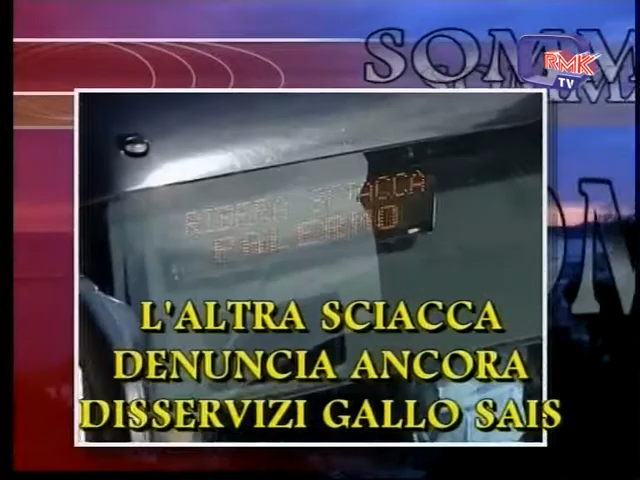 SOMM
RMK
TV
RIBERA SCIACCA
PALERMO
L'ALTRA SCIACCA
DENUNCIA ANCORA
DISSERVIZI GALLO SAIS